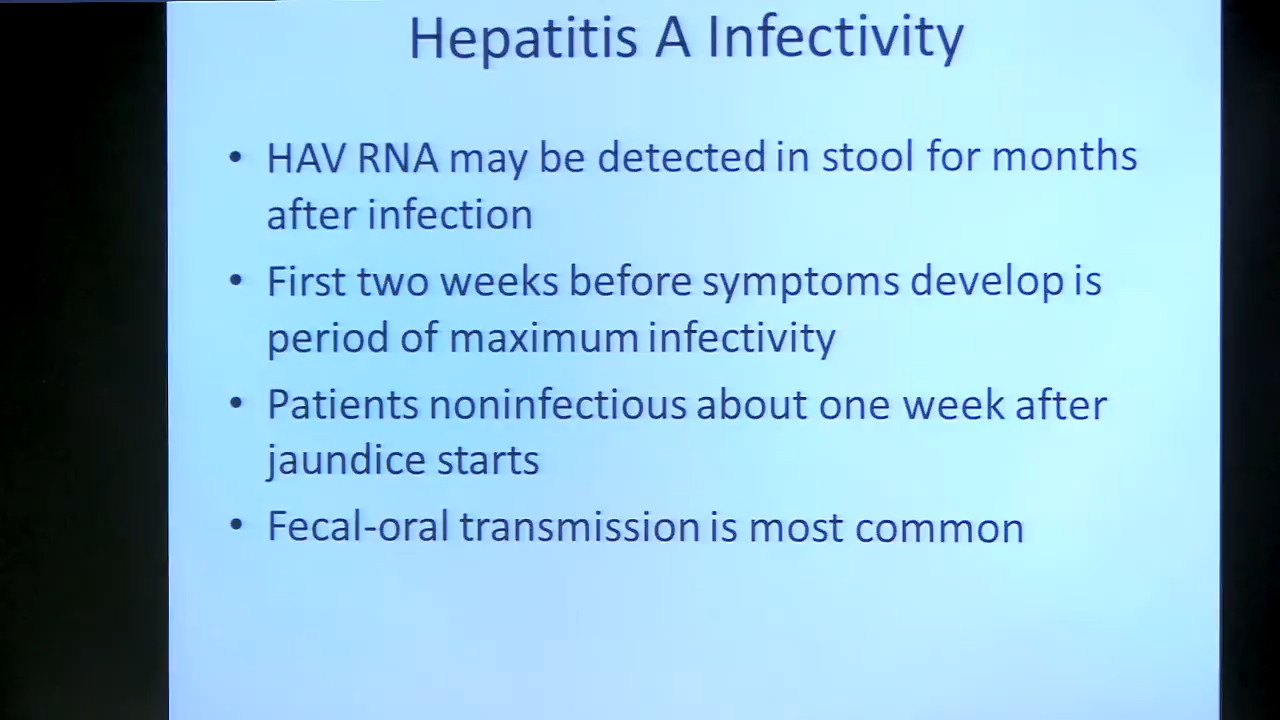 Hepatitis A Infectivity
• HAV RNA may be detected in stool for months
after infection
• First two weeks before symptoms develop is
period of maximum infectivity
• Patients noninfectious about one week after
jaundice starts
• Fecal-oral transmission is most common